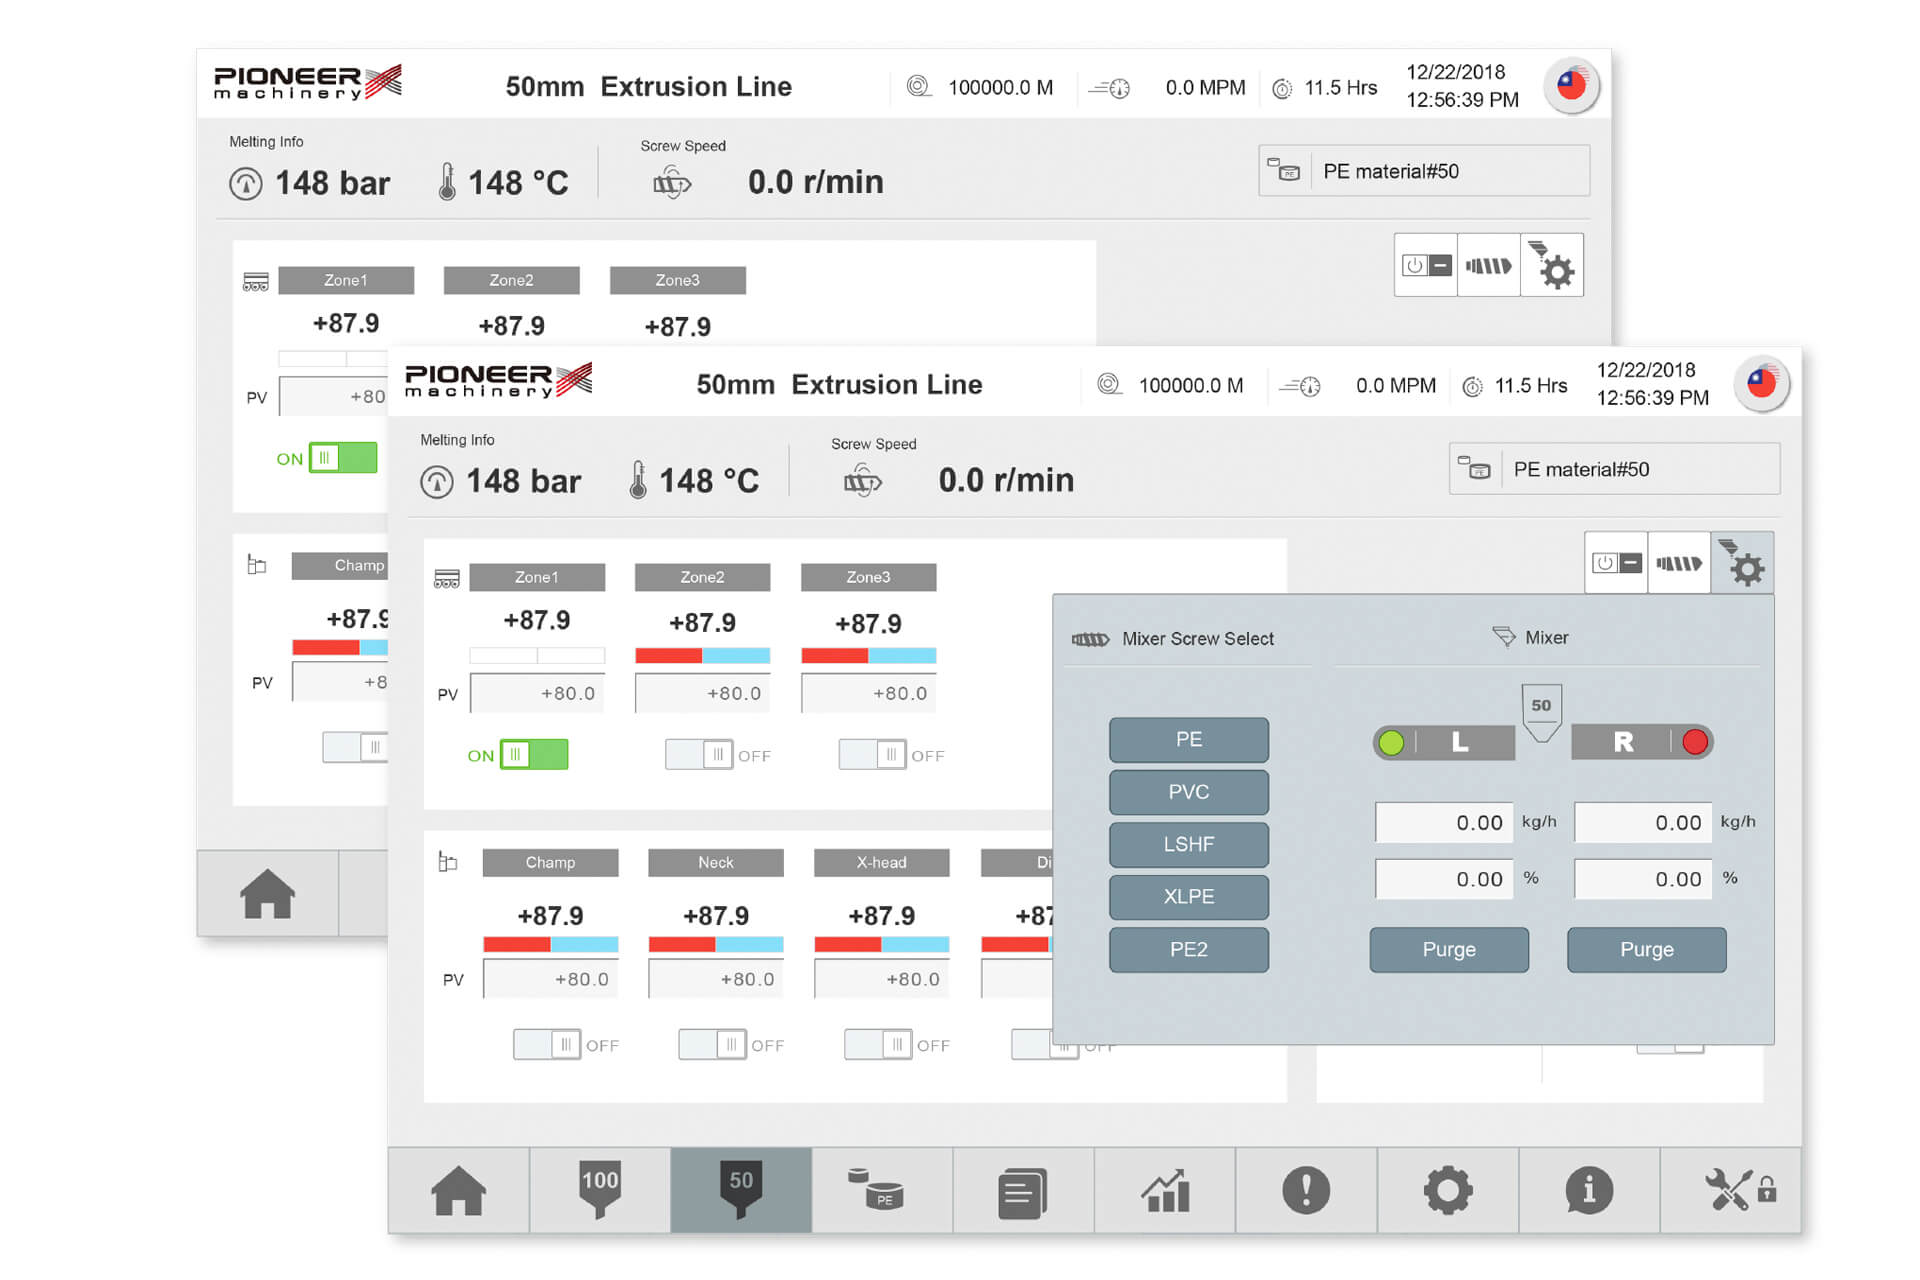 PIONEER
machinery
50mm Extrusion Line
100000.0 M
0.0 MPM
11.5 Hrs
12/22/2018
12:56:39 PM
Melting Info
148 bar
148 °C
Screw Speed
0.0 r/min
PE
PE material#50
Zone1 Zone2 Zone3
+87.9 +87.9 +87.9
PV +80
ON
Champ
+87.9
PV +8
PIONEER
machinery
50mm Extrusion Line
100000.0 M
0.0 MPM
11.5 Hrs
12/22/2018
12:56:39 PM
Melting Info
148 bar
148 °C
Screw Speed
0.0 r/min
PE
PE material#50
Zone1 Zone2 Zone3
+87.9 +87.9 +87.9
PV +80.0 +80.0 +80.0
ON OFF OFF
Champ Neck X-head Di
+87.9 +87.9 +87.9 +87
PV +80.0 +80.0 +80.0
OFF OFF OFF OFF
Mixer Screw Select
PE
PVC
LSHF
XLPE
PE2
Mixer
50
L R
0.00 kg/h 0.00 kg/h
0.00 % 0.00 %
Purge Purge
100 50 PE